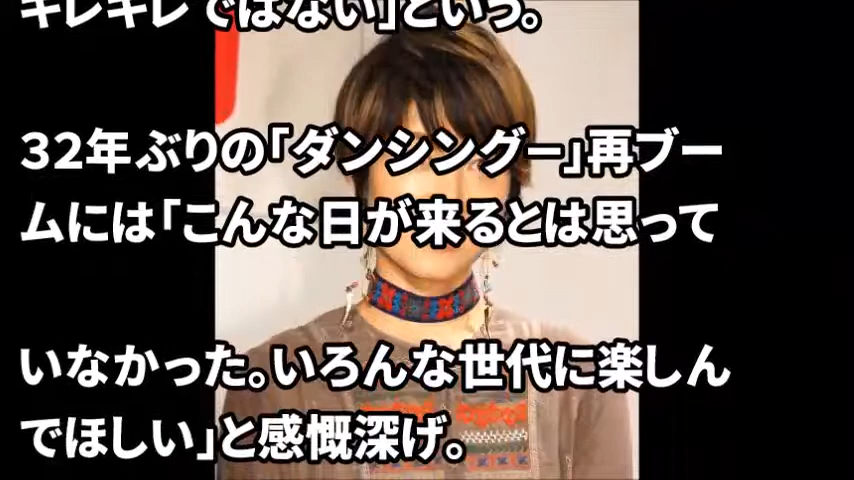 キレキレではない」という。
32年ぶりの「ダンシング－」再ブー
ムには「こんな日が来るとは思って
いなかった。いろんな世代に楽しん
でほしい」と感慨深げ。